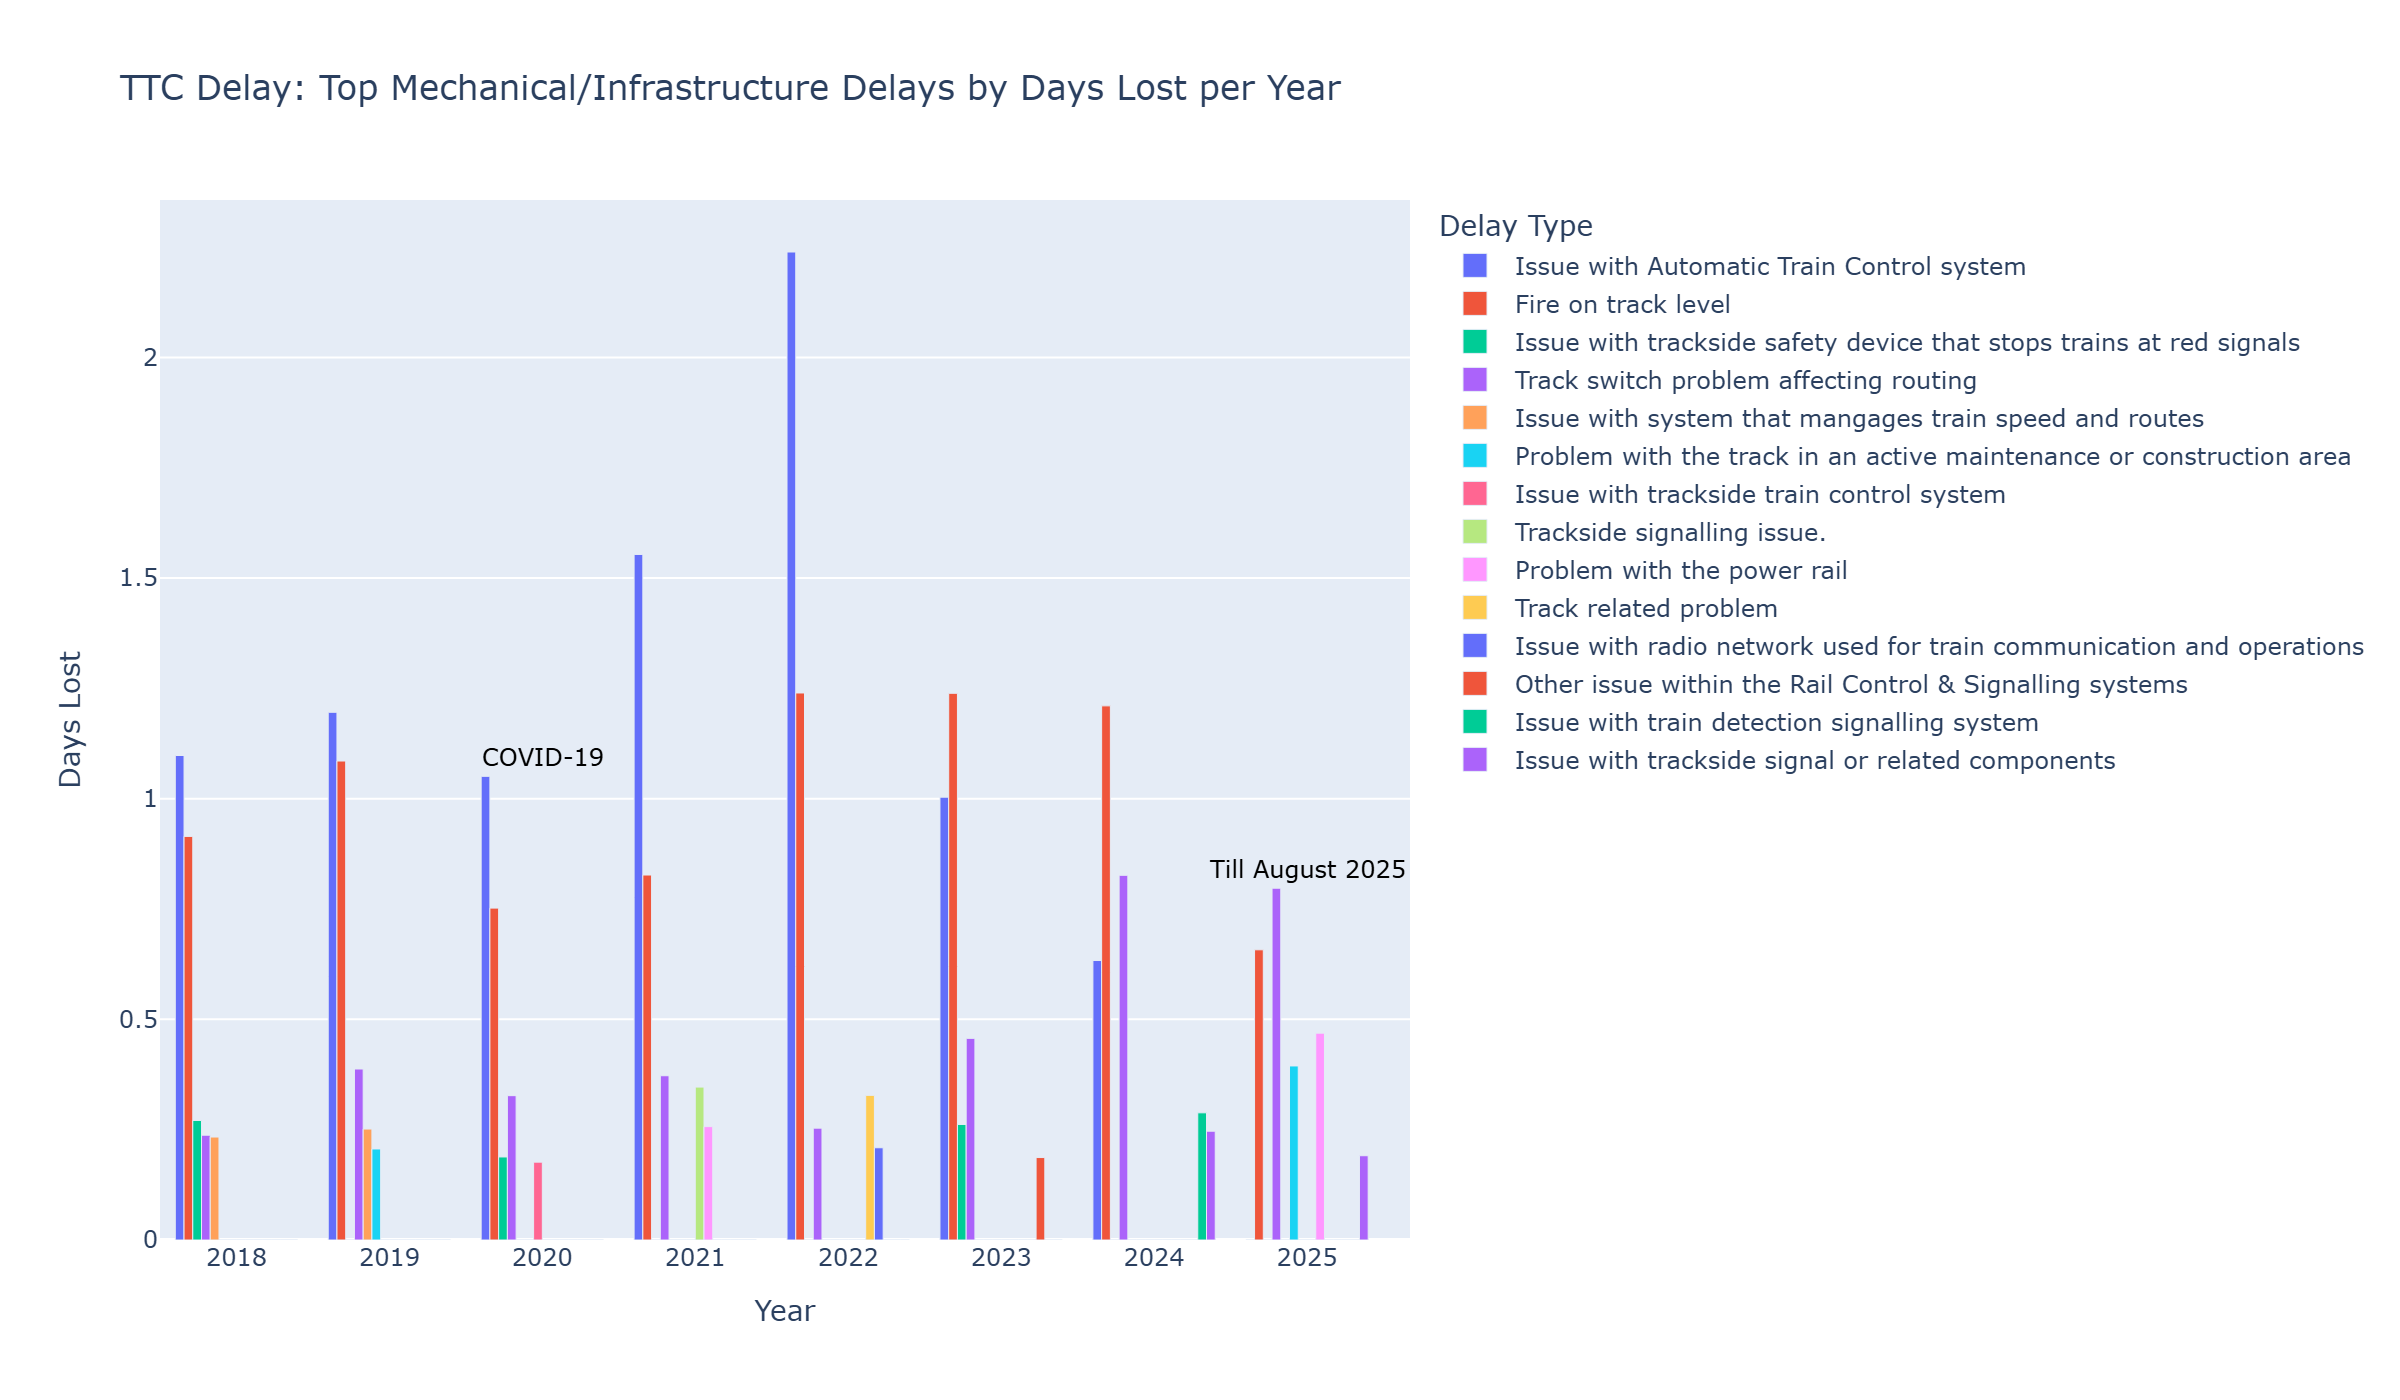 TTC Delay: Top Mechanical/Infrastructure Delays by Days Lost per Year
Delay Type
Issue with Automatic Train Control system
Fire on track level
Issue with trackside safety device that stops trains at red signals
Track switch problem affecting routing
Issue with system that mangages train speed and routes
Problem with the track in an active maintenance or construction area
Issue with trackside train control system
Trackside signalling issue.
Problem with the power rail
Track related problem
Issue with radio network used for train communication and operations
Other issue within the Rail Control & Signalling systems
Issue with train detection signalling system
Issue with trackside signal or related components
Days Lost
2
1.5
1
0.5
0
COVID-19
Till August 2025
2018 2019 2020 2021 2022 2023 2024 2025
Year